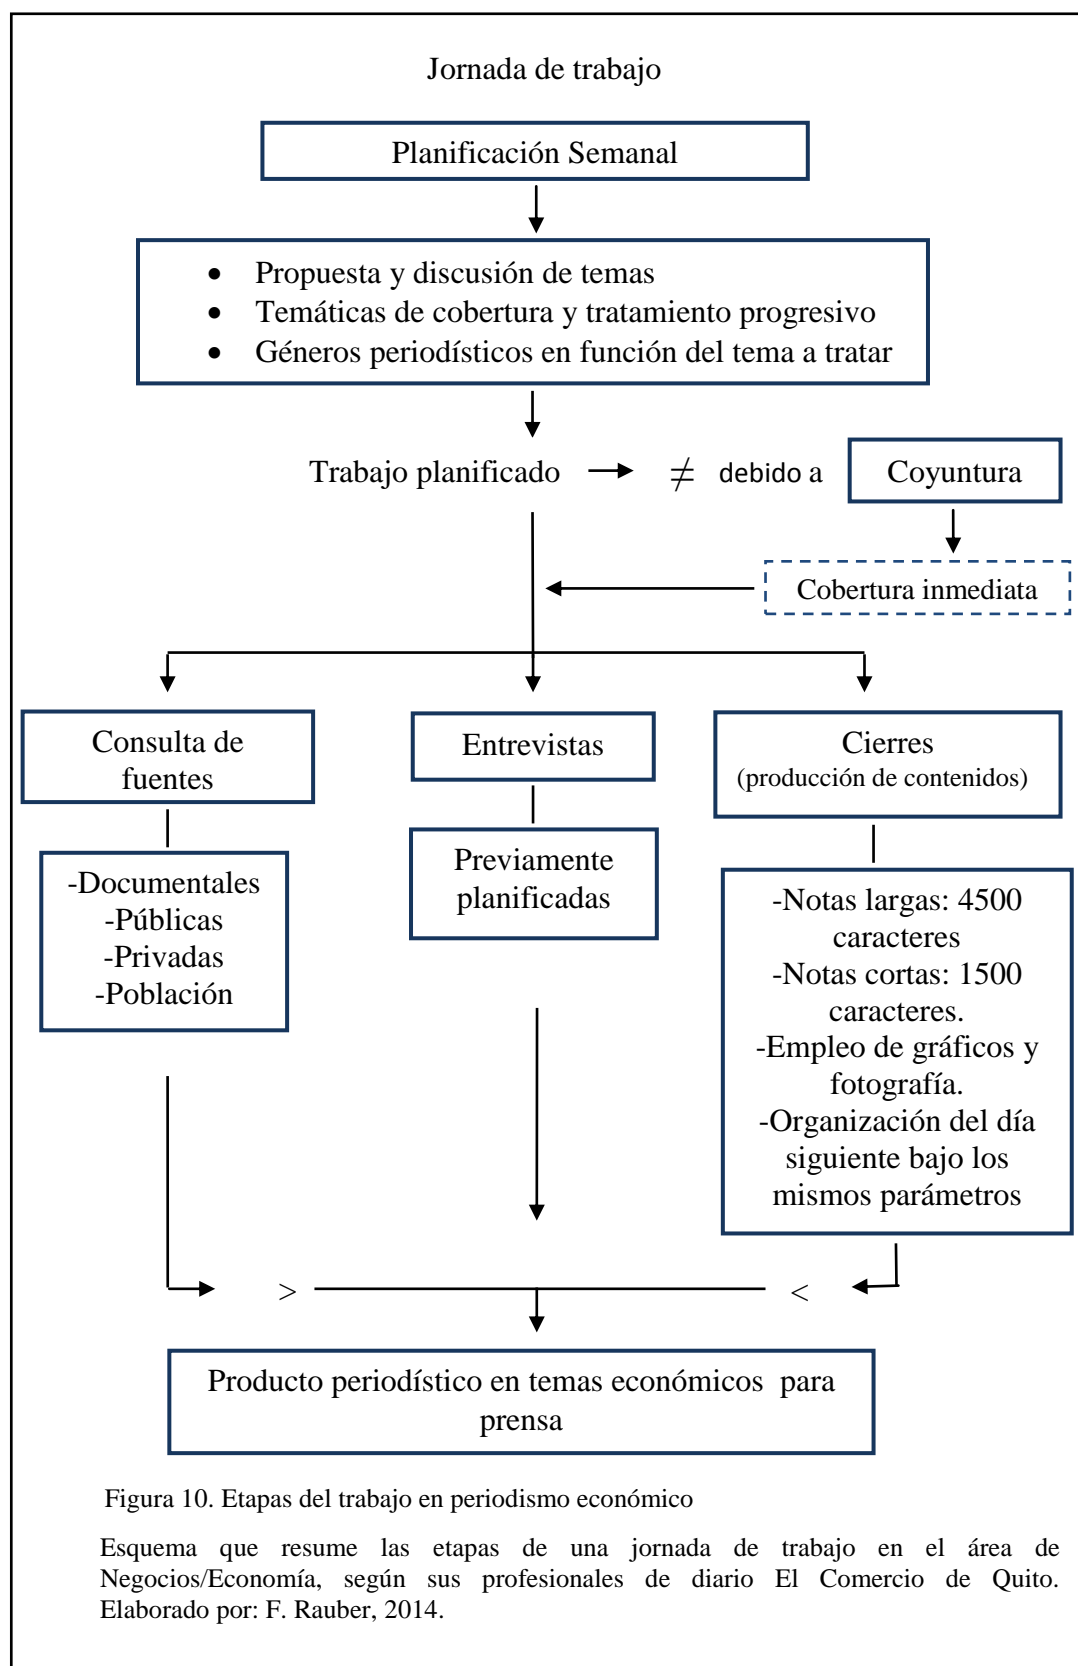 Jornada de trabajo
Planificación Semanal
• Propuesta y discusión de temas
• Temáticas de cobertura y tratamiento progresivo
• Géneros periodísticos en función del tema a tratar
Trabajo planificado ≠ debido a Coyuntura
Cobertura inmediata
Consulta de
fuentes
Entrevistas
Cierres
(producción de contenidos)
-Documentales
-Públicas
-Privadas
-Población
Previamente
planificadas
-Notas largas: 4500
caracteres
-Notas cortas: 1500
caracteres.
-Empleo de gráficos y
fotografía.
-Organización del día
siguiente bajo los
mismos parámetros
> <
Producto periodístico en temas económicos para
prensa
Figura 10. Etapas del trabajo en periodismo económico
Esquema que resume las etapas de una jornada de trabajo en el área de
Negocios/Economía, según sus profesionales de diario El Comercio de Quito.
Elaborado por: F. Rauber, 2014.